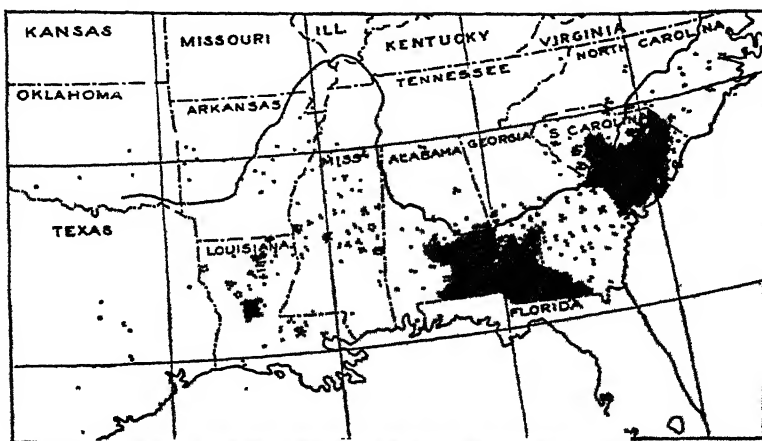 KANSAS
MISSOURI
ILL.
KENTUCKY
VIRGINIA
NORTH CAROLINA
TENNESSEE
OKLAHOMA
ARKANSAS
MISS.
ALABAMA
GEORGIA
S CAROLINA
TEXAS
LOUISIANA
FLORIDA